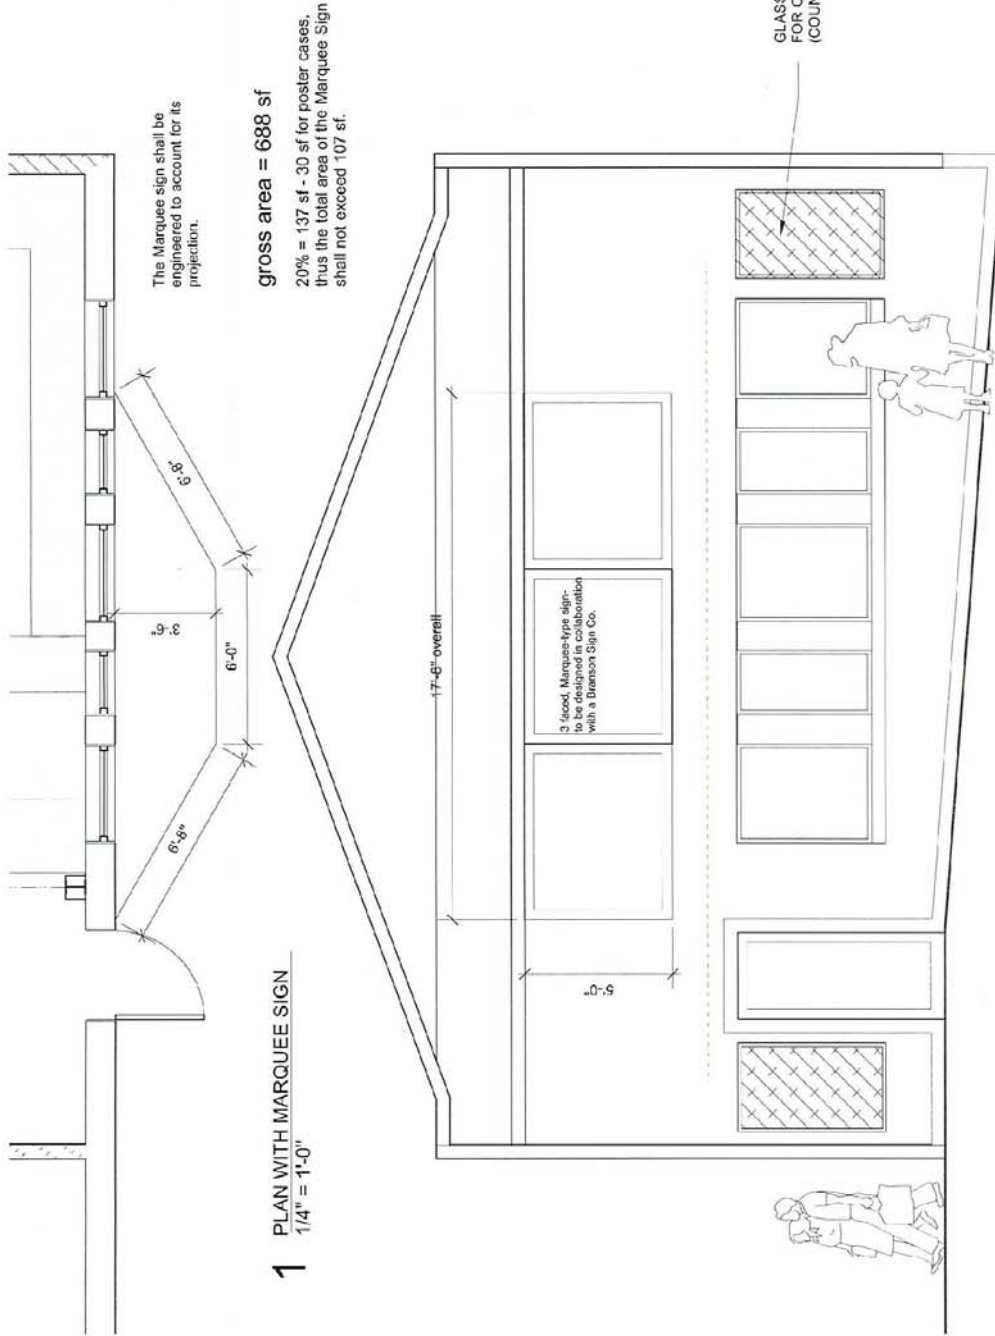 The Marquee sign shall be
engineered to account for its
projection.
gross area = 688 sf
20% = 137 sf - 30 sf for poster cases,
thus the total area of the Marquee Sign
shall not exceed 107 sf.
6'-8"
3'-6"
6'-0"
6'-8"
1 PLAN WITH MARQUEE SIGN
1/4" = 1'-0"
17'-6" overall
3 faced, Marquee-type sign-
to be designed in collaboration
with a Branson Sign Co.
5'-0"
GLASS
FOR
(COUN